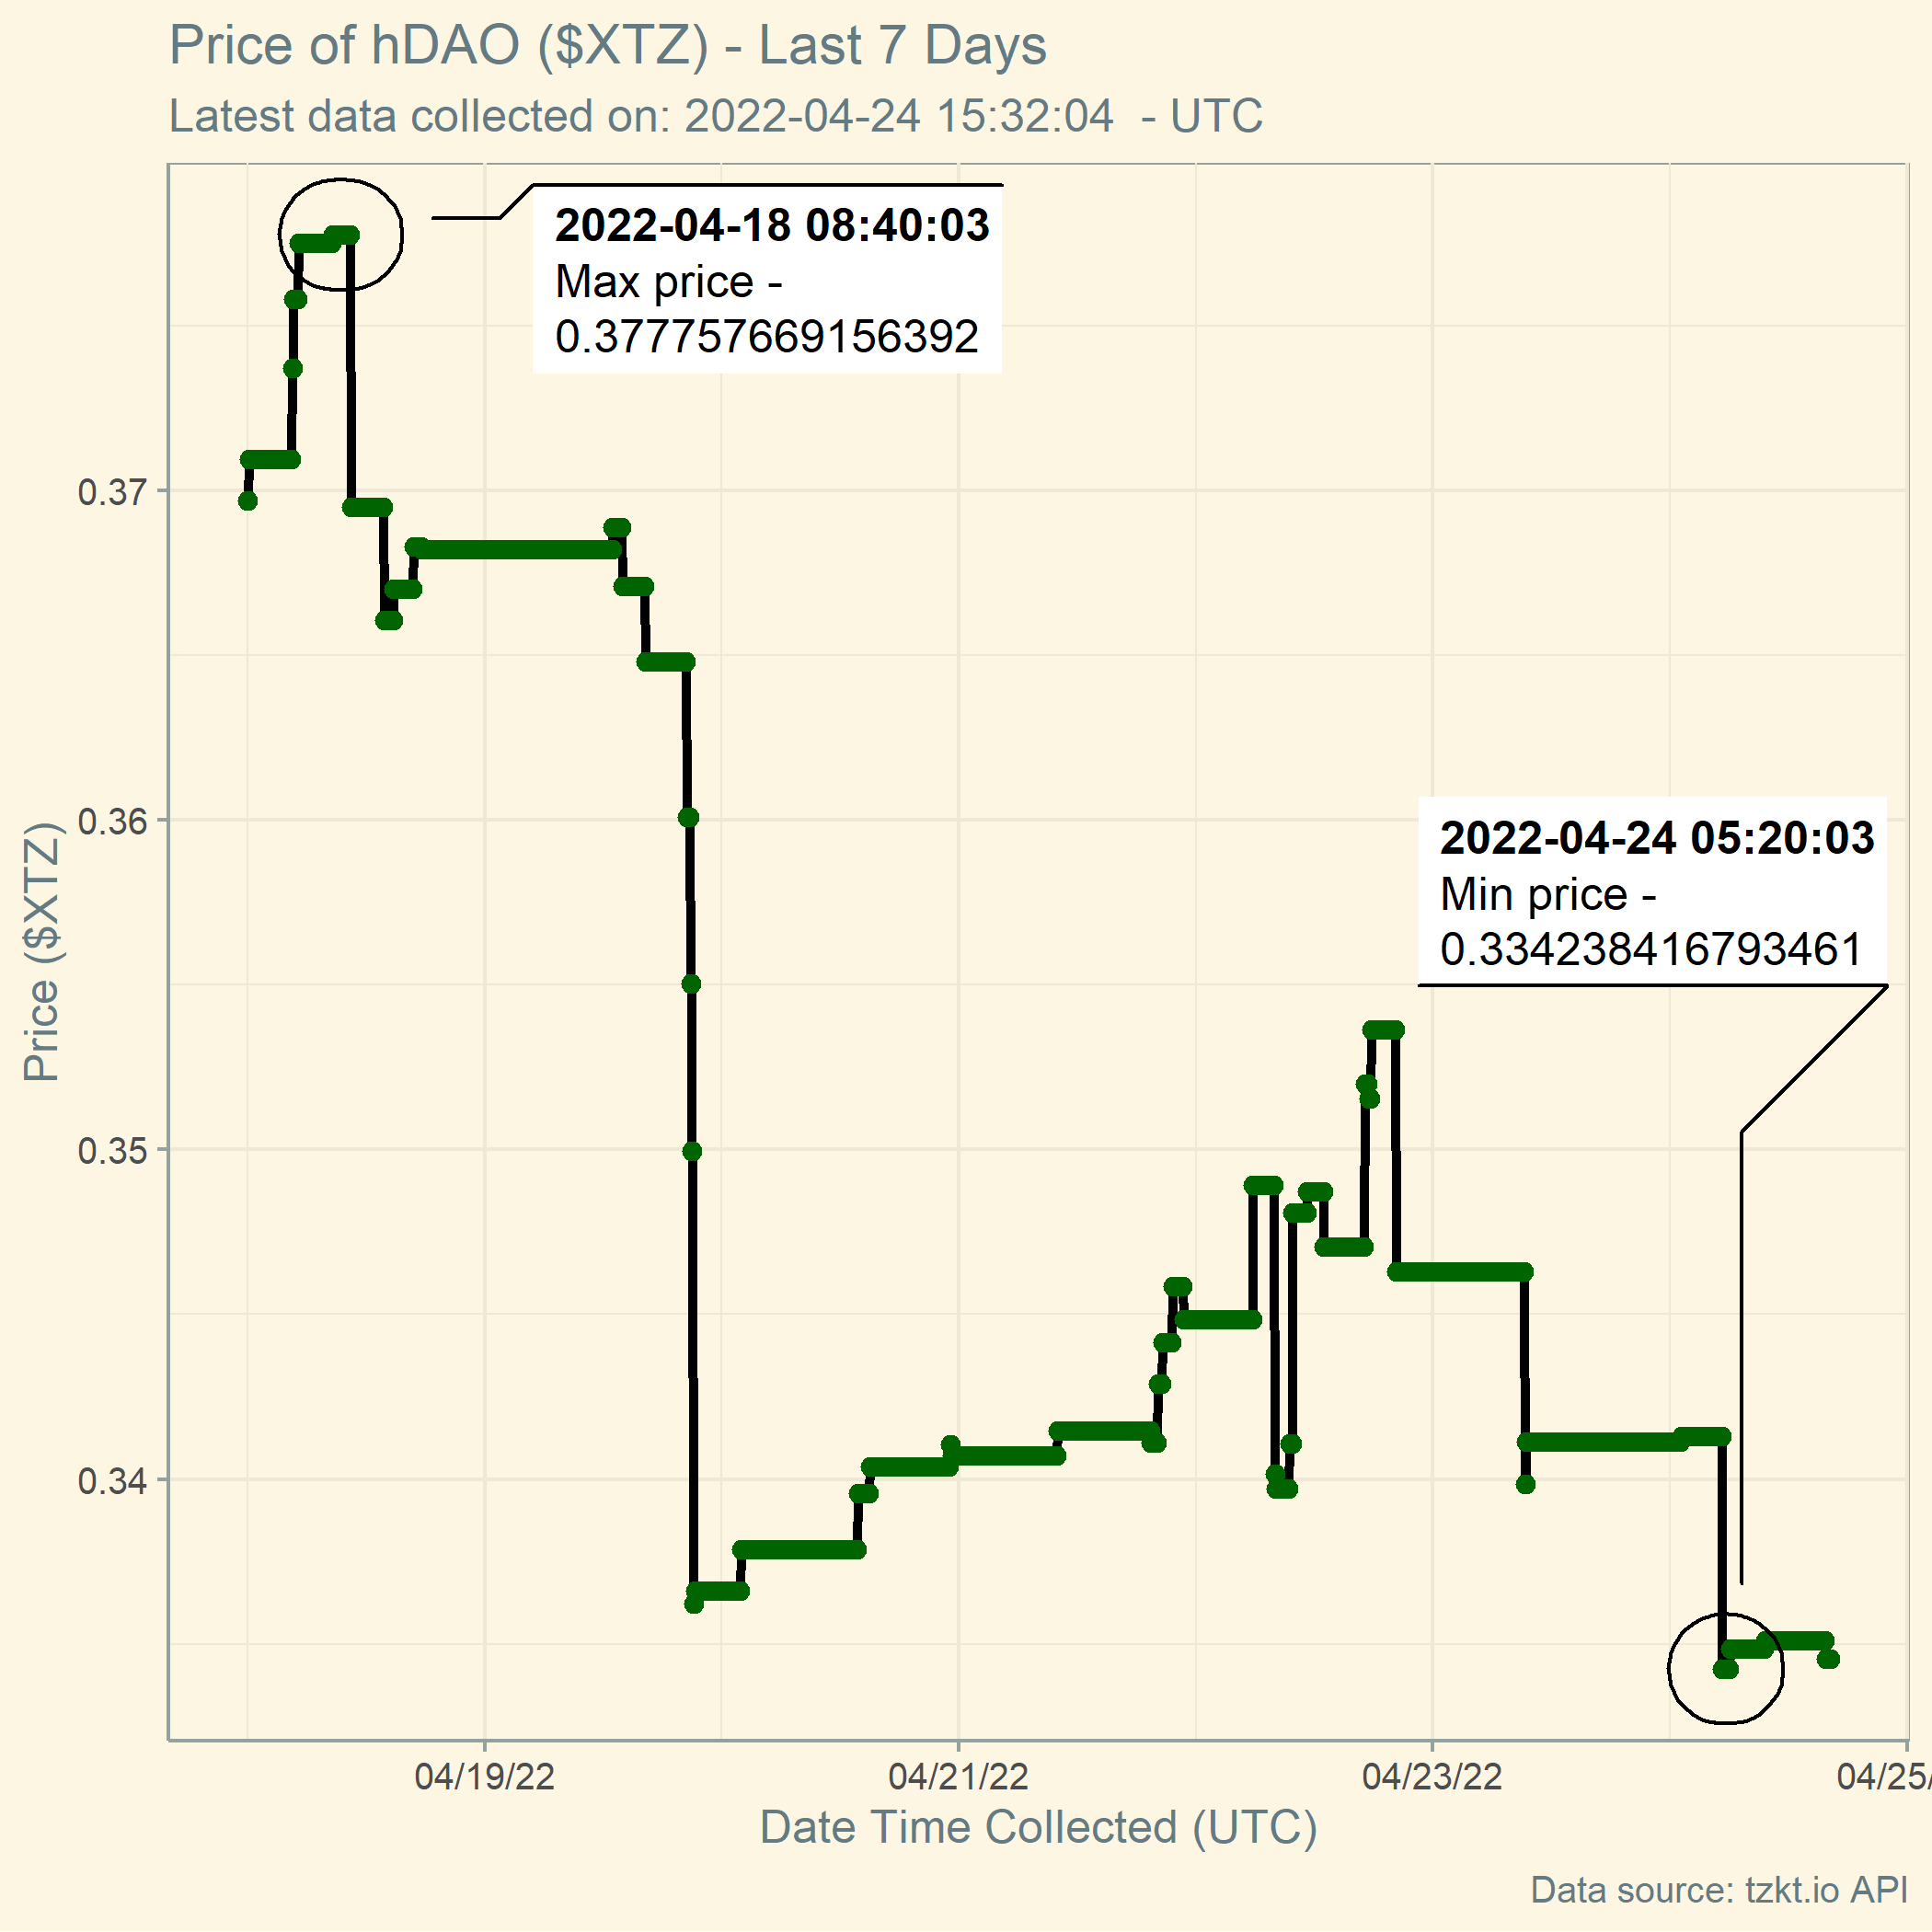 Price of hDAO ($XTZ) - Last 7 Days
Latest data collected on: 2022-04-24 15:32:04 - UTC
2022-04-18 08:40:03
Max price -
0.377757669156392
0.37
0.36
0.35
0.34
Price ($XTZ)
2022-04-24 05:20:03
Min price -
0.334238416793461
04/19/22
04/21/22
04/23/22
04/25/
Date Time Collected (UTC)
Data source: tzkt.io API